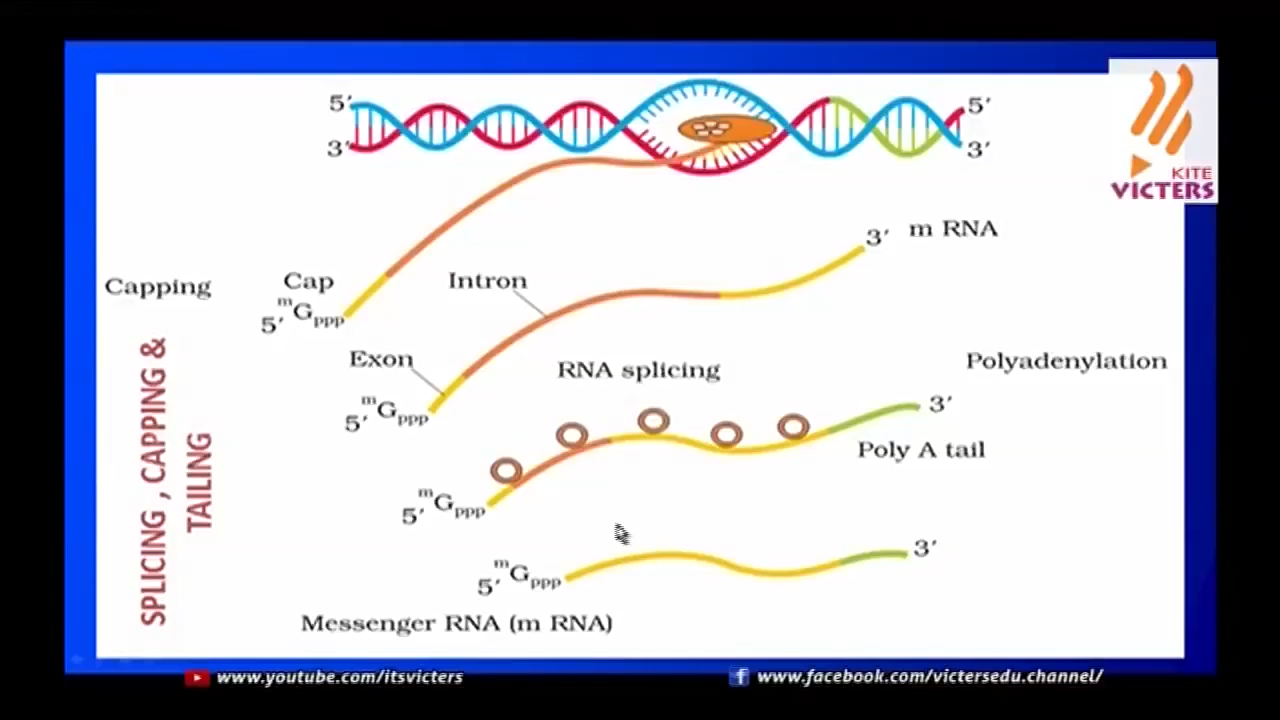 5′ 5′
3′ 3′
KITE
VICTERS
3′ m RNA
Capping Cap Intron
5′ mGppp
Exon RNA splicing Polyadenylation
5′ mGppp
3′
Poly A tail
5′ mGppp
3′
5′ mGppp
Messenger RNA (m RNA)
SPLICING , CAPPING &
TAILING
www.youtube.com/itsvicters www.facebook.com/victersedu.channel/